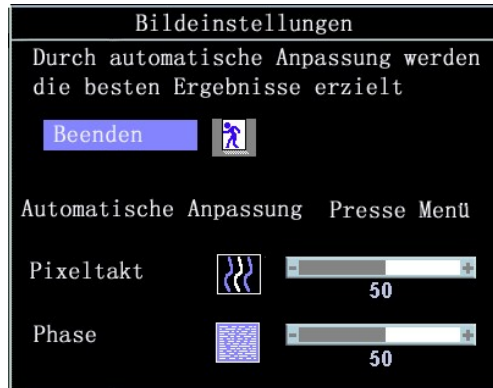 Bildeinstellungen
Durch automatische Anpassung werden
die besten Ergebnisse erzielt
Beenden
Automatische Anpassung Presse Menü
Pixeltakt
- +
50
Phase
- +
50